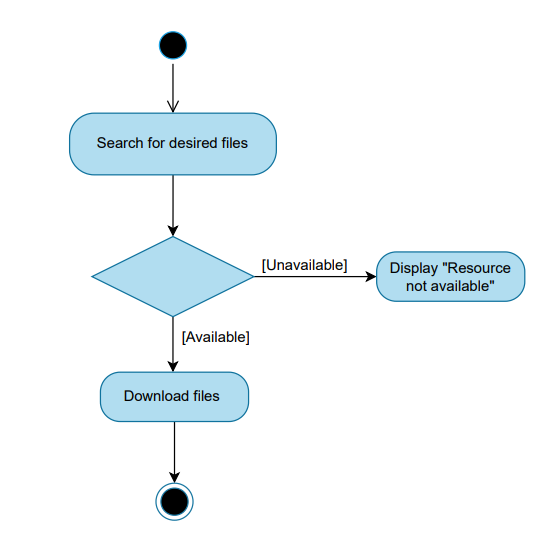 Search for desired files
[Unavailable]
Display "Resource
not available"
[Available]
Download files